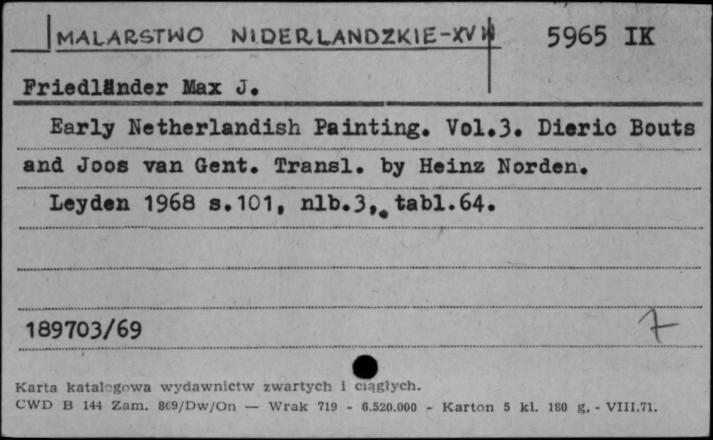 MALARSTWO NIDERLANDZKIE-XV W
5965 IK
Friedländer Max J.
Early Netherlandish Painting. Vol.3. Dieric Bouts
and Joos van Gent. Transl. by Heinz Norden.
Leyden 1968 s.101, nlb.3, tabl.64.
189703/69
7
Karta katalogowa wydawnictw zwartych i ciągłych.
CWD B 144 Zam. 869/Dw/On — Wrak 719 - 6.520.000 - Karton 5 kl. 180 g. - VIII.71.